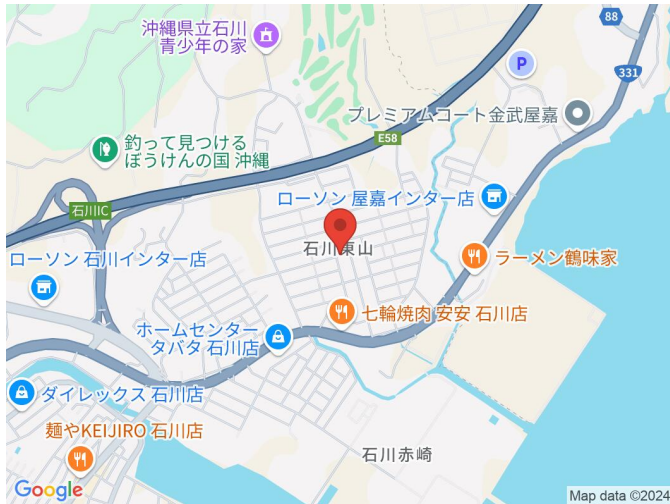 沖縄県立石川
青少年の家
88
331
P
プレミアムコート金武屋嘉
E58
釣って見つける
ぼうけんの国 沖縄
ローソン 屋嘉インター店
石川IC
石川東山
ラーメン鶴味家
ローソン 石川インター店
七輪焼肉 安安 石川店
ホームセンター
タバタ 石川店
ダイレックス 石川店
麺やKEIJIRO 石川店
石川赤崎
Google
Map data ©2024